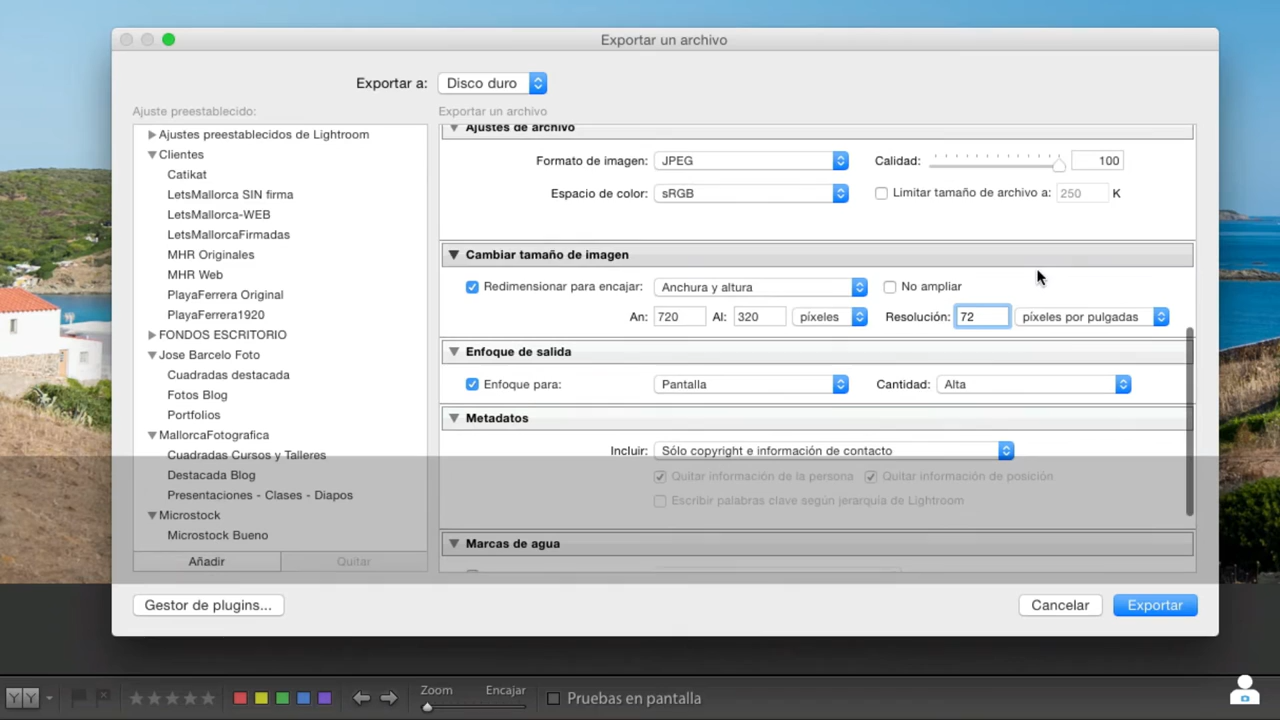 Exportar un archivo
Exportar a: Disco duro
Ajuste preestablecido:
Exportar un archivo
Ajustes preestablecidos de Lightroom
Clientes
Catikat
LetsMallorca SIN firma
LetsMallorca-WEB
LetsMallorcaFirmadas
MHR Originales
MHR Web
PlayaFerrera Original
PlayaFerrera1920
FONDOS ESCRITORIO
Jose Barcelo Foto
Cuadradas destacada
Fotos Blog
Portfolios
MallorcaFotografica
Cuadradas Cursos y Talleres
Destacada Blog
Presentaciones - Clases - Diapos
Microstock
Microstock Bueno
Añadir Quitar
Ajustes de archivo
Formato de imagen: JPEG Calidad: 100
Espacio de color: sRGB Limitar tamaño de archivo a: 250 K
Cambiar tamaño de imagen
Redimensionar para encajar: Anchura y altura No ampliar
An: 720 Al: 320 píxeles Resolución: 72 píxeles por pulgadas
Enfoque de salida
Enfoque para: Pantalla Cantidad: Alta
Metadatos
Incluir: Sólo copyright e información de contacto
Quitar información de la persona Quitar información de posición
Escribir palabras clave según jerarquía de Lightroom
Marcas de agua
Gestor de plugins... Cancelar Exportar
YY Zoom Encajar Pruebas en pantalla